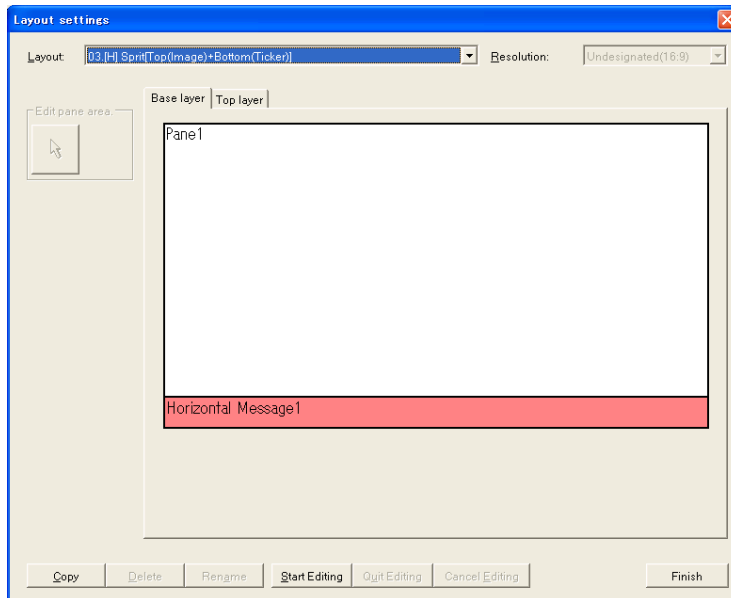 Layout settings
Layout: 03.[H] Sprit[Top(Image)+Bottom(Ticker)] Resolution: Undesignated(16:9)
Edit pane area
Base layer Top layer
Pane1
Horizontal Message1
Copy Delete Rename Start Editing Quit Editing Cancel Editing Finish